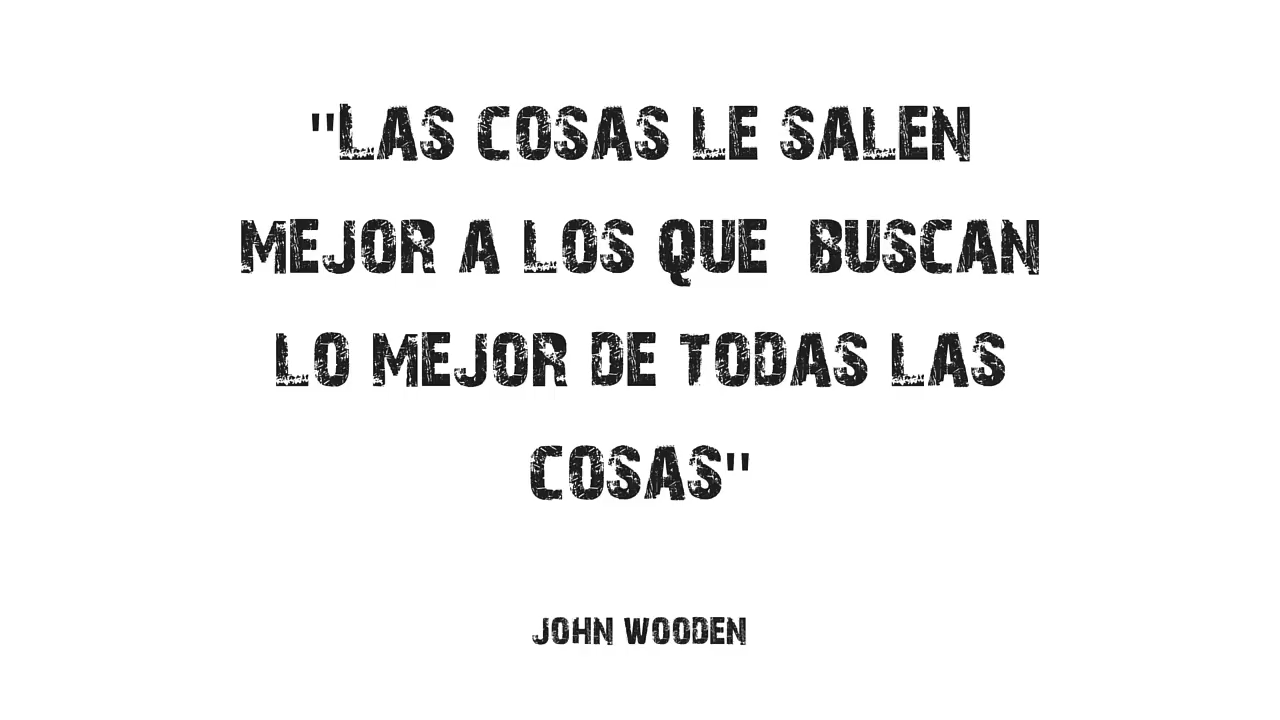 "LAS COSAS LE SALEN
MEJOR A LOS QUE BUSCAN
LO MEJOR DE TODAS LAS
COSAS"
JOHN WOODEN